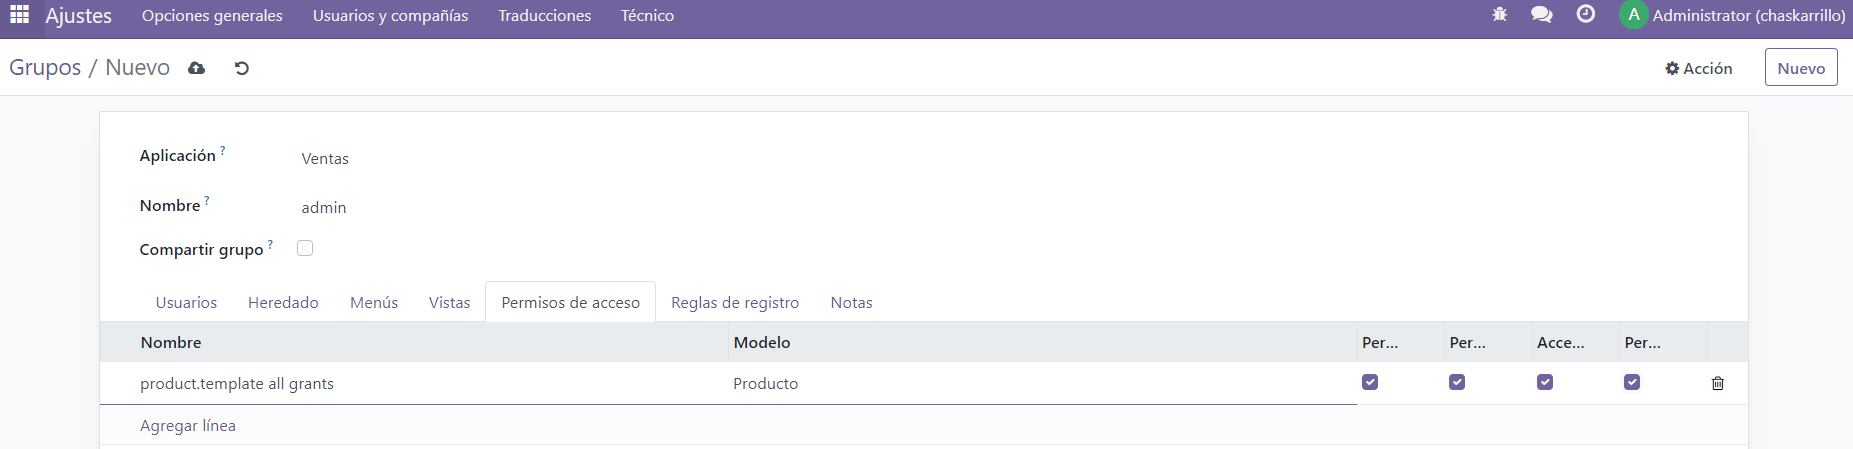 Ajustes Opciones generales Usuarios y compañías Traducciones Técnico A Administrator (chaskarrillo)
Grupos / Nuevo Acción Nuevo
Aplicación ? Ventas
Nombre ? admin
Compartir grupo ?
Usuarios Heredado Menús Vistas Permisos de acceso Reglas de registro Notas
Nombre Modelo Per... Per... Acce... Per...
product.template all grants Producto
Agregar línea